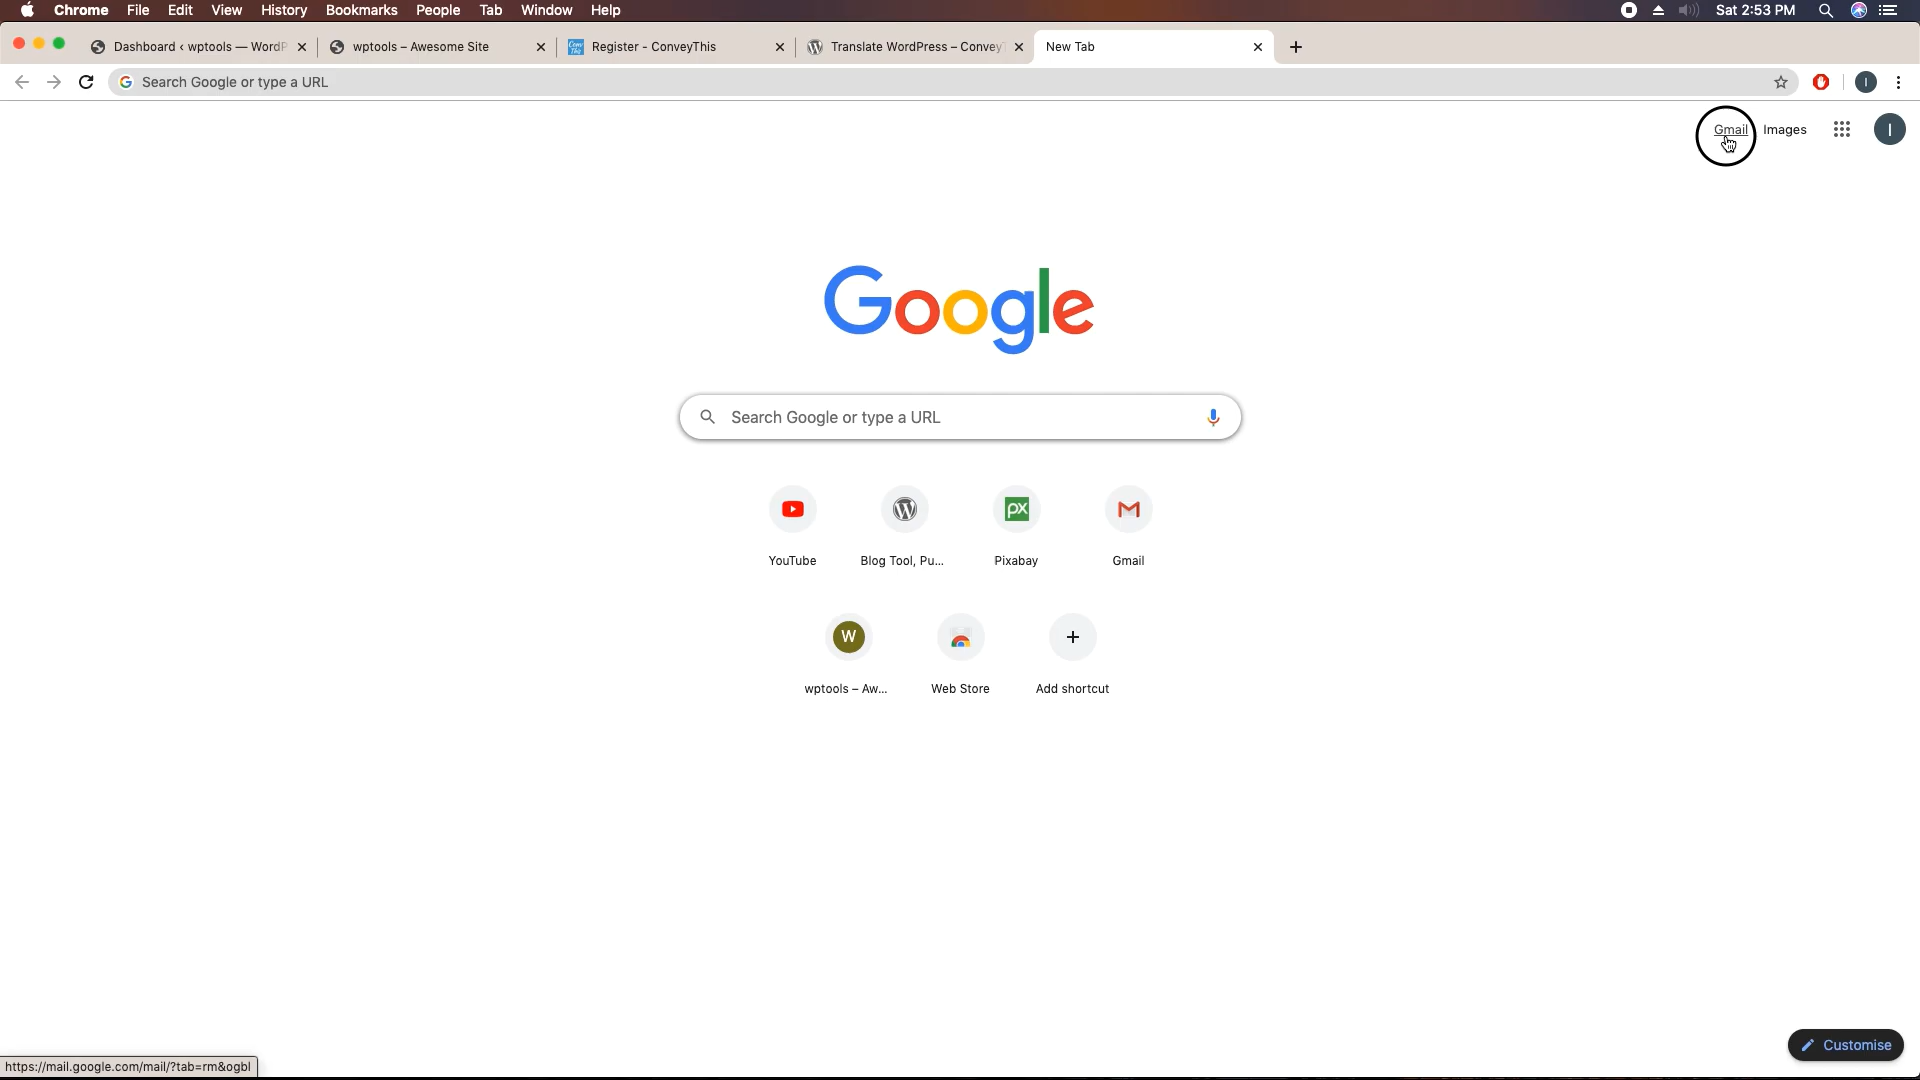 Chrome File Edit View History Bookmarks People Tab Window Help Sat 2:53 PM
Dashboard ‹ wptools — WordP wptools – Awesome Site Register - ConveyThis Translate WordPress – Convey New Tab
Search Google or type a URL I
Gmail Images I
Google
Search Google or type a URL
YouTube Blog Tool, Pu... Pixabay Gmail
W
wptools – Aw... Web Store Add shortcut
Customise
https://mail.google.com/mail/?tab=rm&ogbl